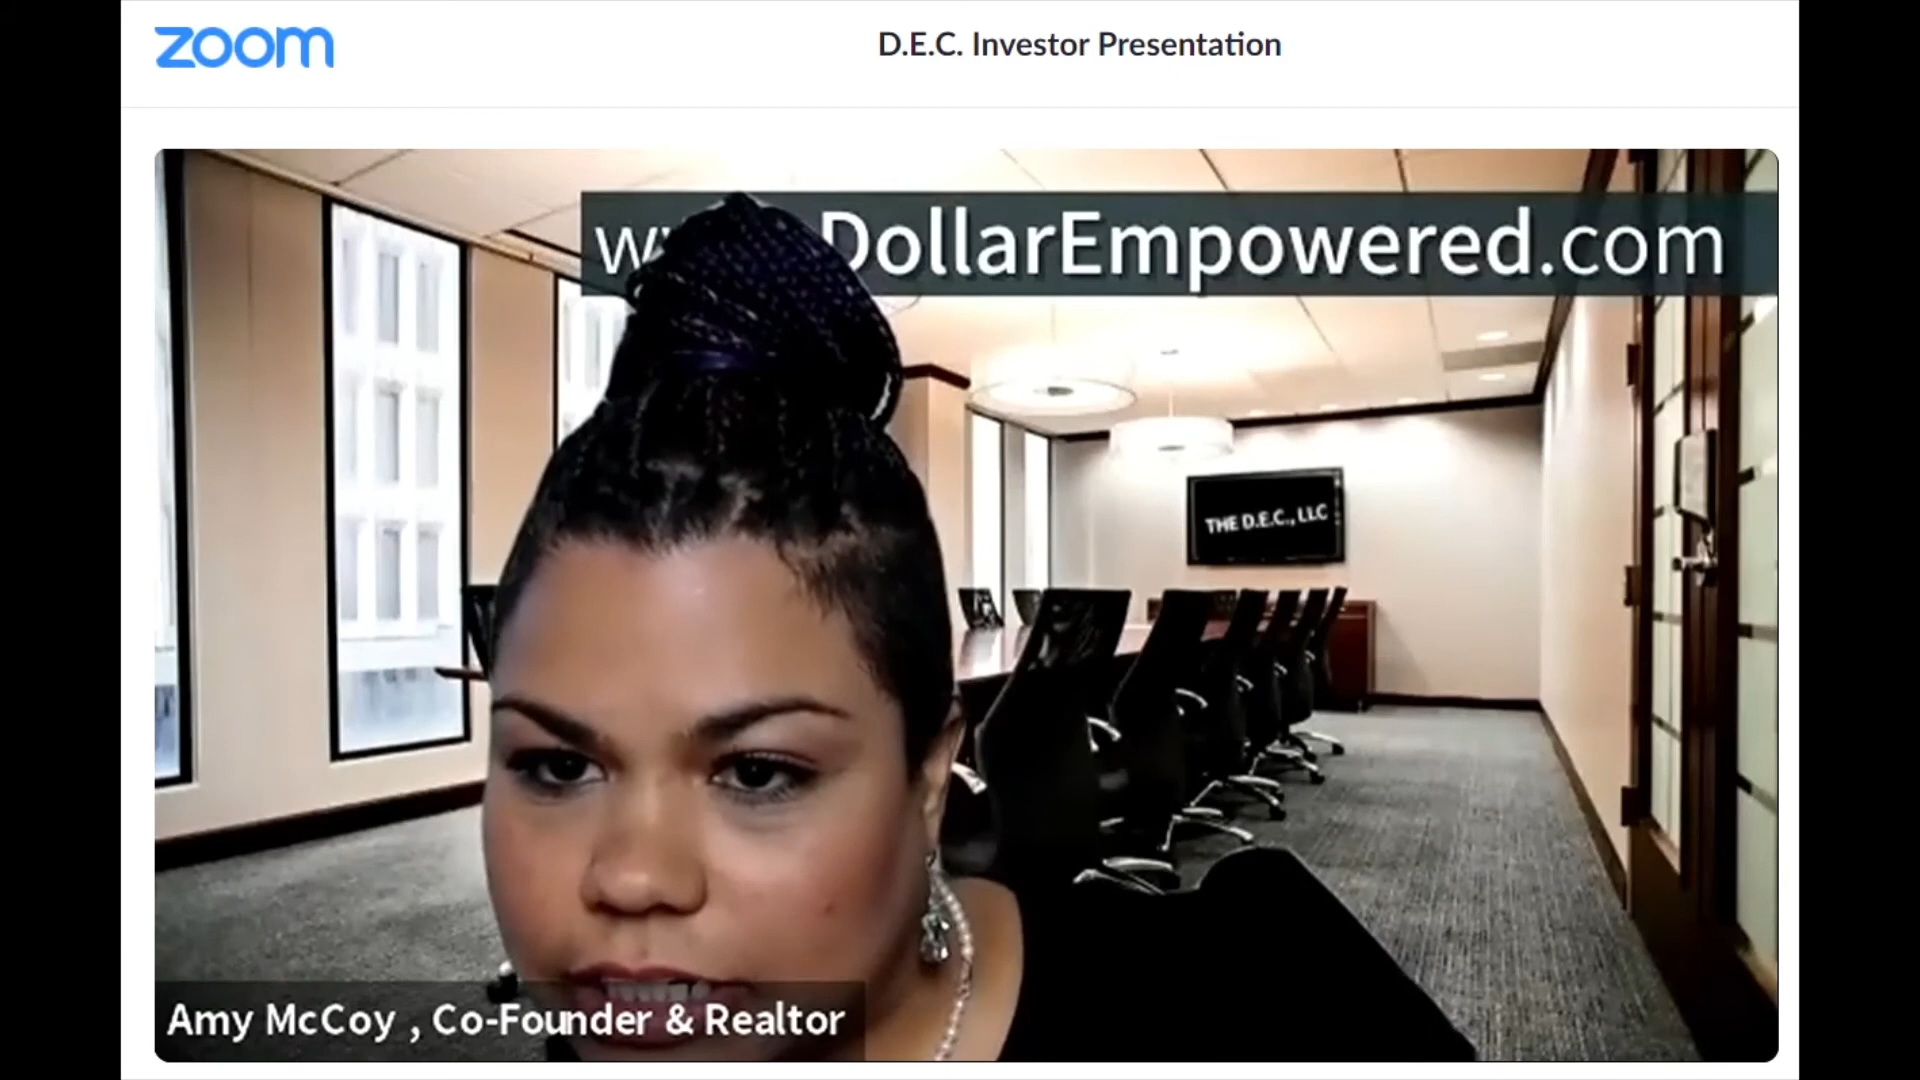 zoom
D.E.C. Investor Presentation
DollarEmpowered.com
THE D.E.C., LLC
Amy McCoy , Co-Founder & Realtor